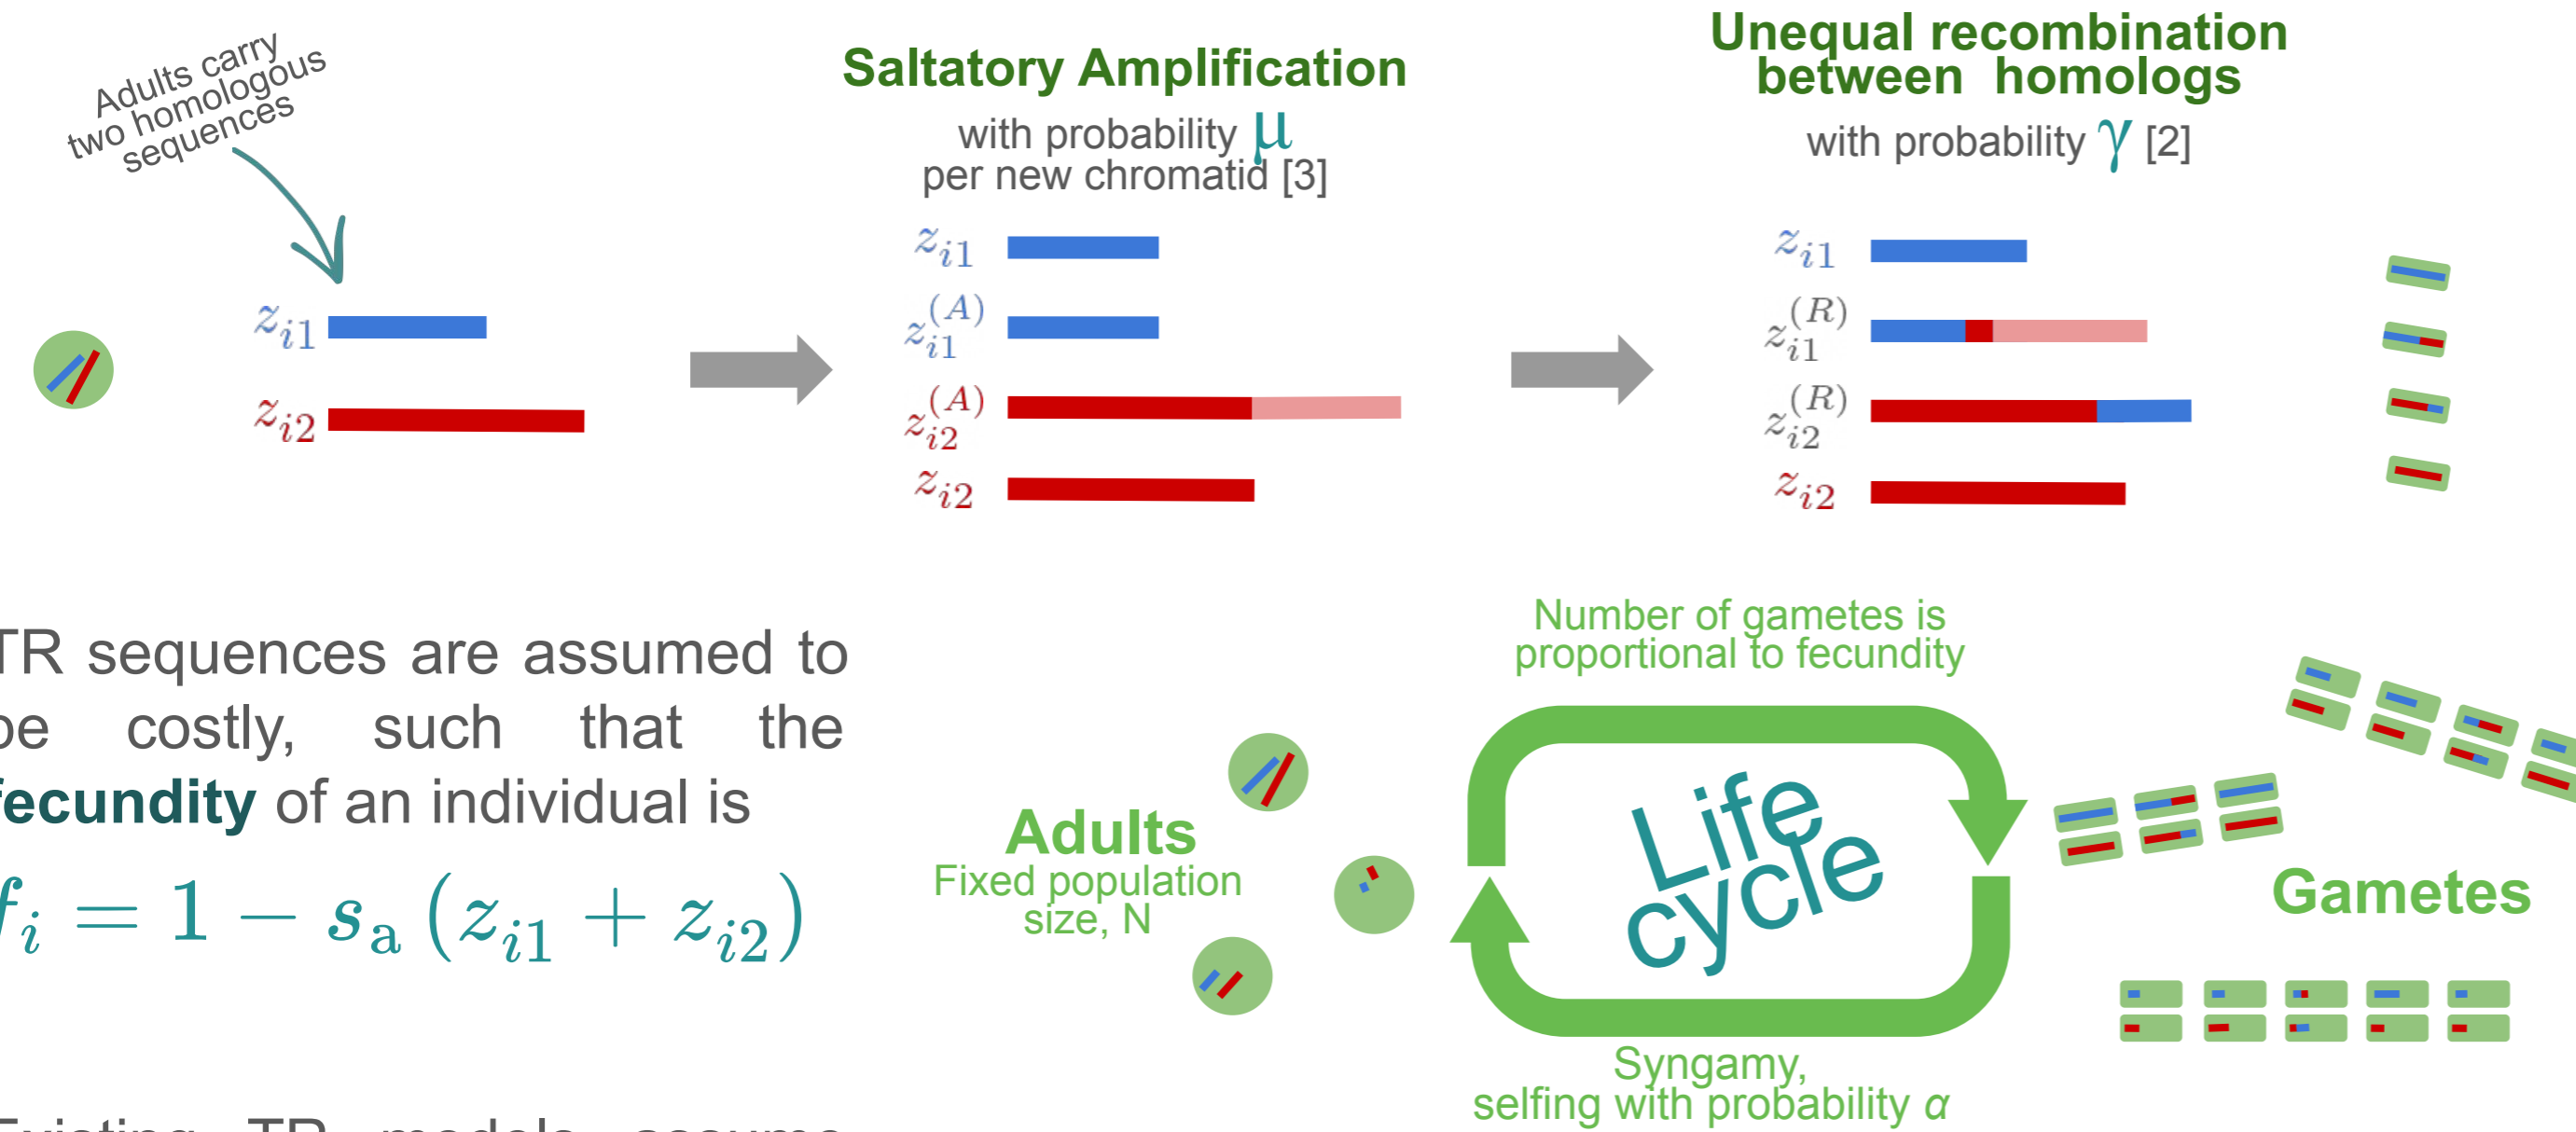 Adults carry
two homologous
sequences
z_{i1}
z_{i2}
Saltatory Amplification
with probability μ
per new chromatid [3]
z_{i1}
z_{i1}^{(A)}
z_{i2}^{(A)}
z_{i2}
Unequal recombination
between homologs
with probability γ [2]
z_{i1}
z_{i1}^{(R)}
z_{i2}^{(R)}
z_{i2}
TR sequences are assumed to
be costly, such that the
fecundity of an individual is
f_i = 1 − s_a (z_{i1} + z_{i2})
Existing TR models assume
Number of gametes is
proportional to fecundity
Adults
Fixed population
size, N
Life
cycle
Gametes
Syngamy,
selfing with probability α